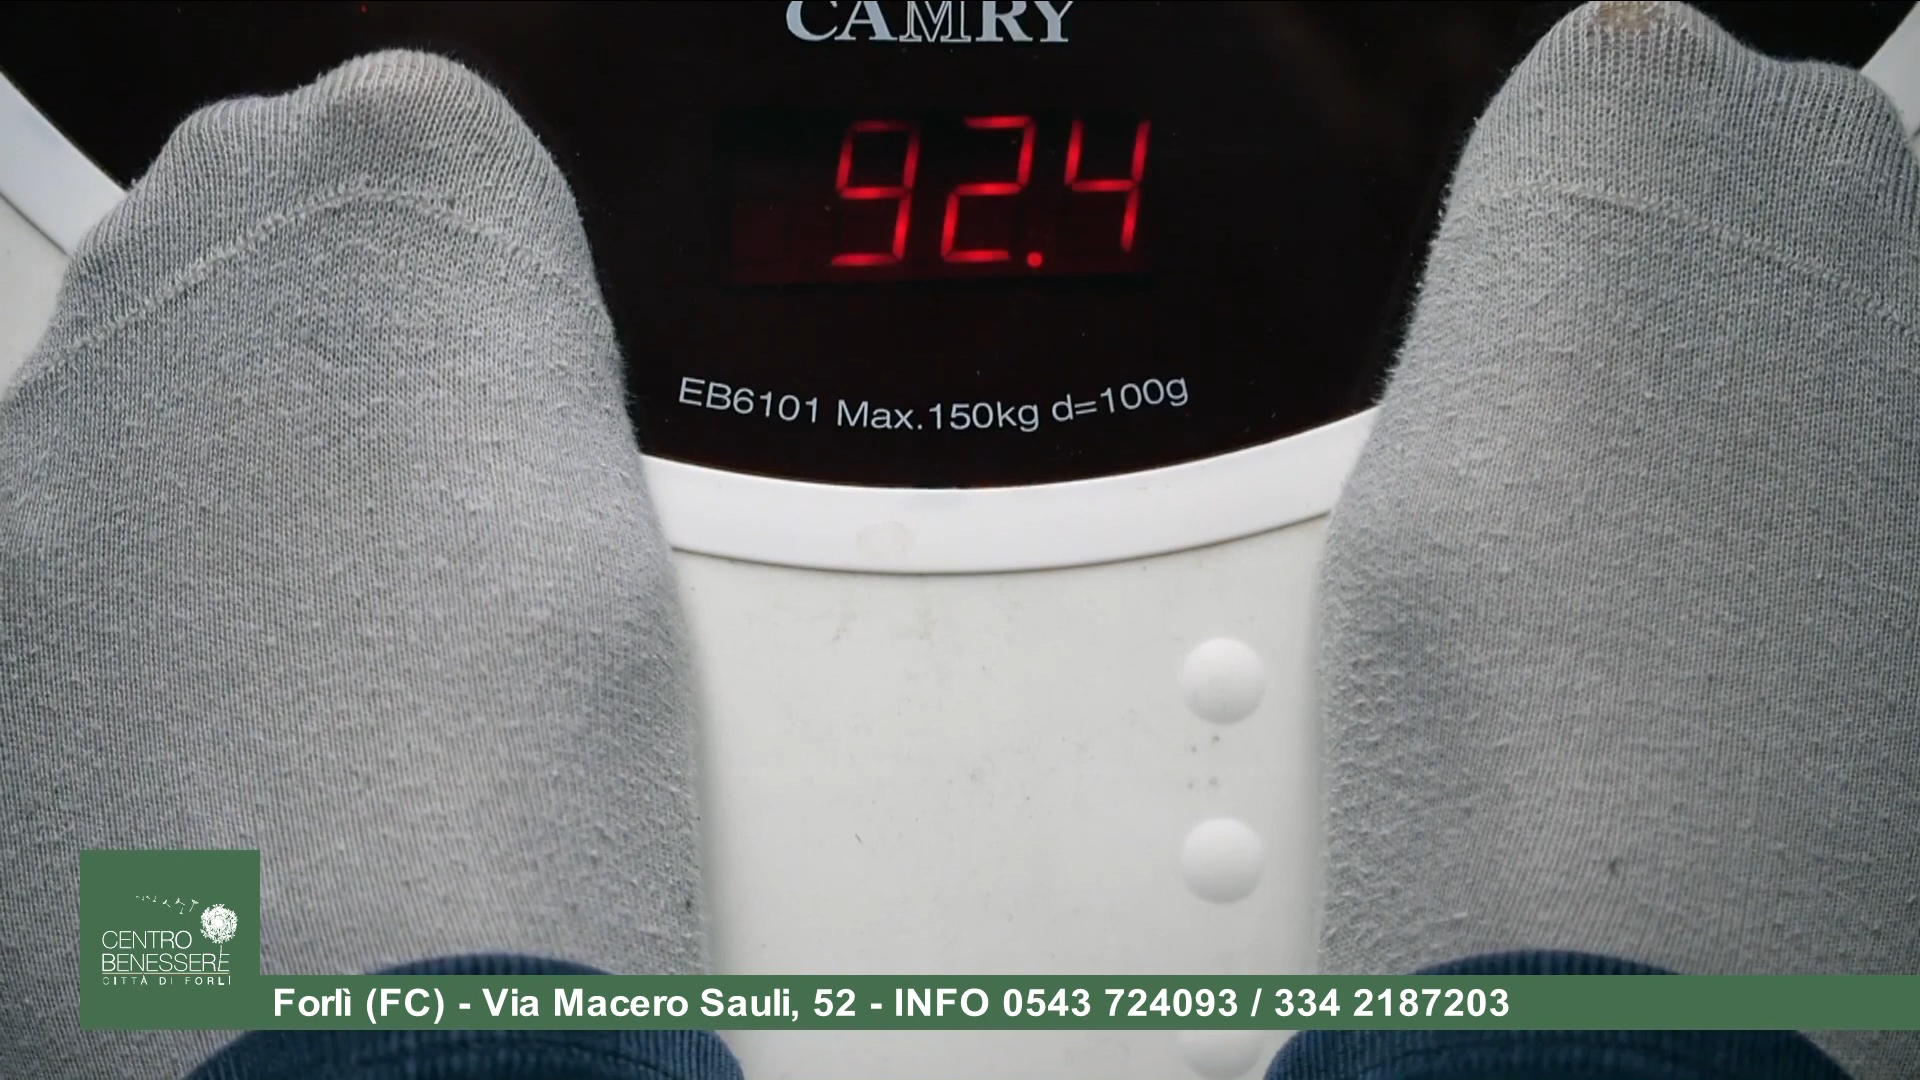 CAMRY
92.4
EB6101 Max.150kg d=100g
CENTRO
BENESSERE
CITTÀ DI FORLÌ
Forlì (FC) - Via Macero Sauli, 52 - INFO 0543 724093 / 334 2187203